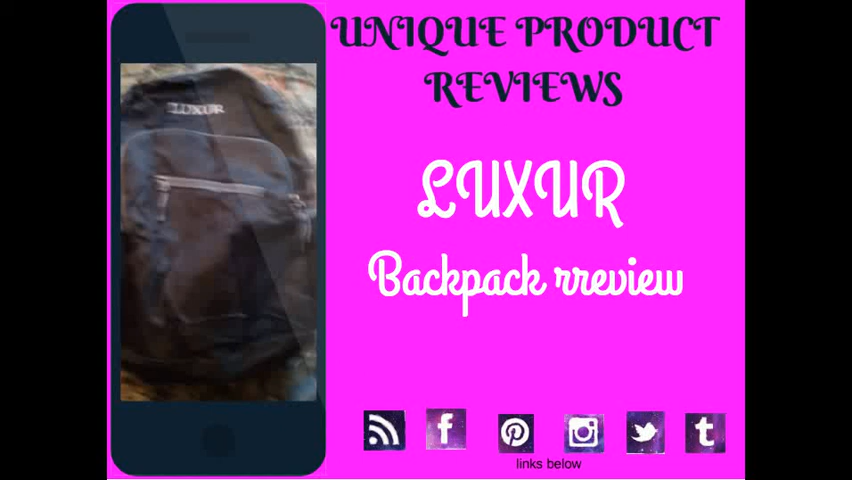 UNIQUE PRODUCT
REVIEWS
LUXUR
LUXUR
Backpack rreview
links below